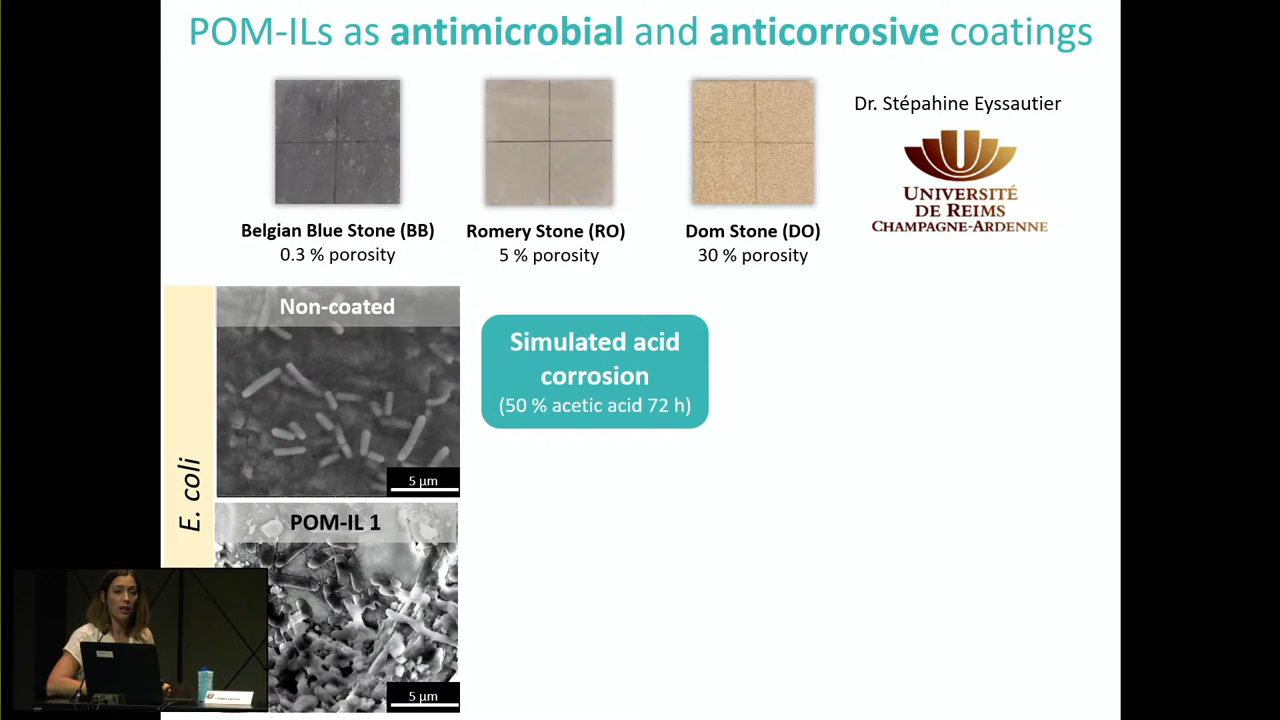 POM-ILs as antimicrobial and anticorrosive coatings
Dr. Stépahine Eyssautier
UNIVERSITÉ
DE REIMS
CHAMPAGNE-ARDENNE
Belgian Blue Stone (BB)
0.3 % porosity
Romery Stone (RO)
5 % porosity
Dom Stone (DO)
30 % porosity
E. coli
Non-coated
5 µm
POM-IL 1
5 µm
Simulated acid
corrosion
(50 % acetic acid 72 h)